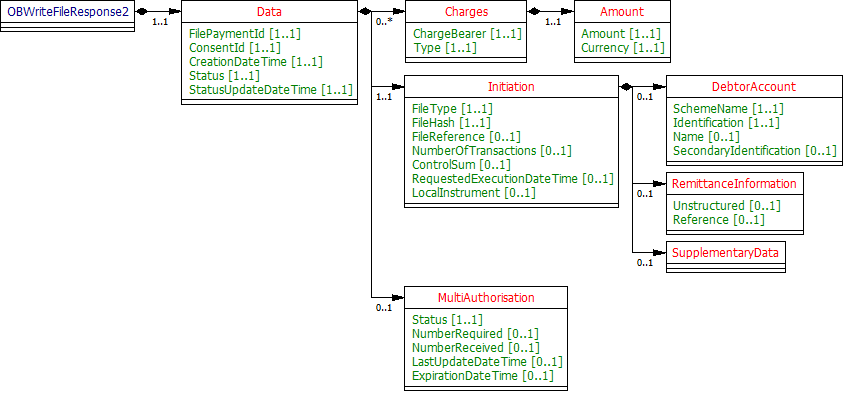 OBWriteFileResponse2
1..1
Data
FilePaymentId [1..1]
ConsentId [1..1]
CreationDateTime [1..1]
Status [1..1]
StatusUpdateDateTime [1..1]
0..*
Charges
ChargeBearer [1..1]
Type [1..1]
1..1
Amount
Amount [1..1]
Currency [1..1]
1..1
Initiation
FileType [1..1]
FileHash [1..1]
FileReference [0..1]
NumberOfTransactions [0..1]
ControlSum [0..1]
RequestedExecutionDateTime [0..1]
LocalInstrument [0..1]
0..1
DebtorAccount
SchemeName [1..1]
Identification [1..1]
Name [0..1]
SecondaryIdentification [0..1]
0..1
RemittanceInformation
Unstructured [0..1]
Reference [0..1]
0..1
SupplementaryData
0..1
MultiAuthorisation
Status [1..1]
NumberRequired [0..1]
NumberReceived [0..1]
LastUpdateDateTime [0..1]
ExpirationDateTime [0..1]